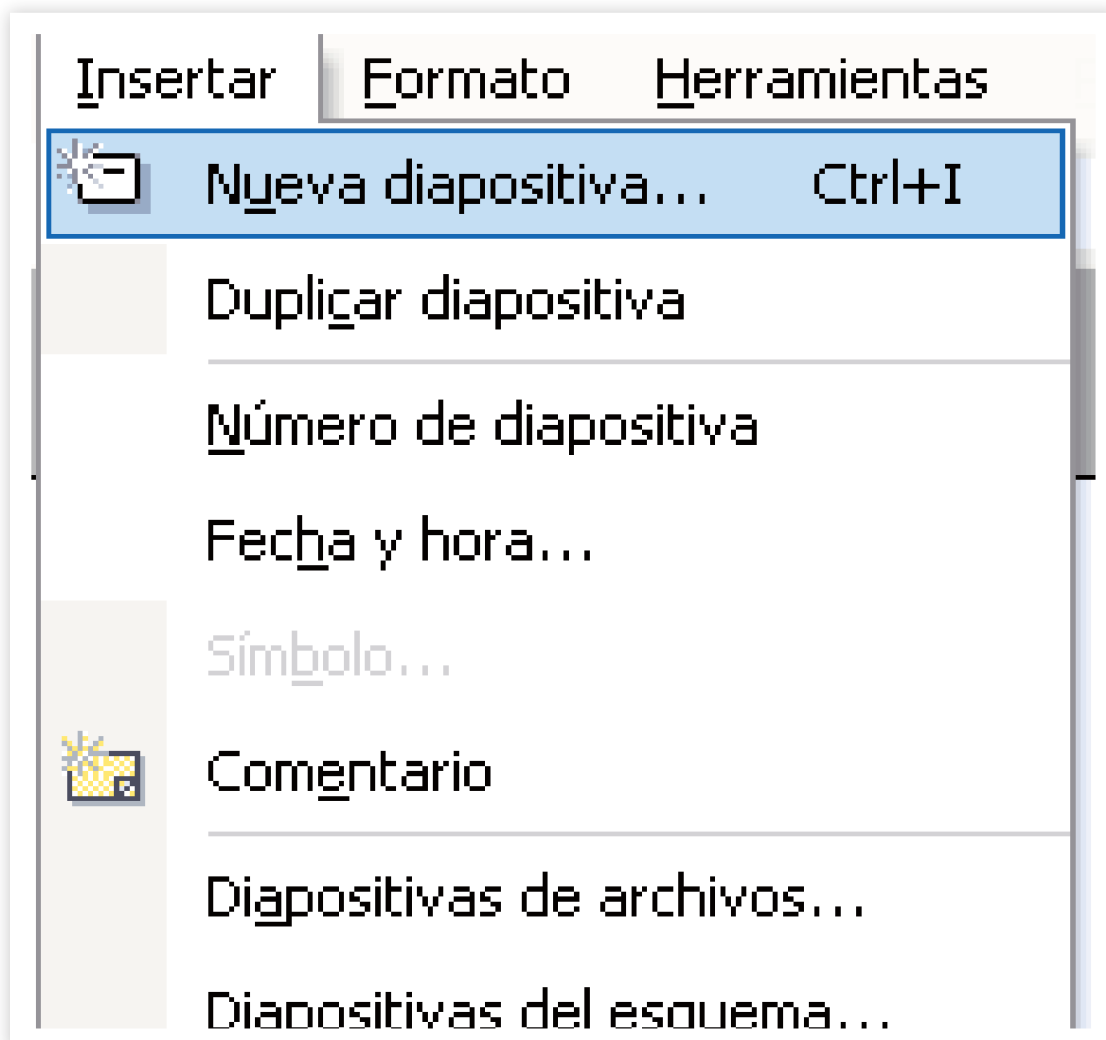 Insertar Formato Herramientas
Nueva diapositiva... Ctrl+I
Duplicar diapositiva
Número de diapositiva
Fecha y hora...
Símbolo...
Comentario
Diapositivas de archivos...
Diapositivas del esquema...